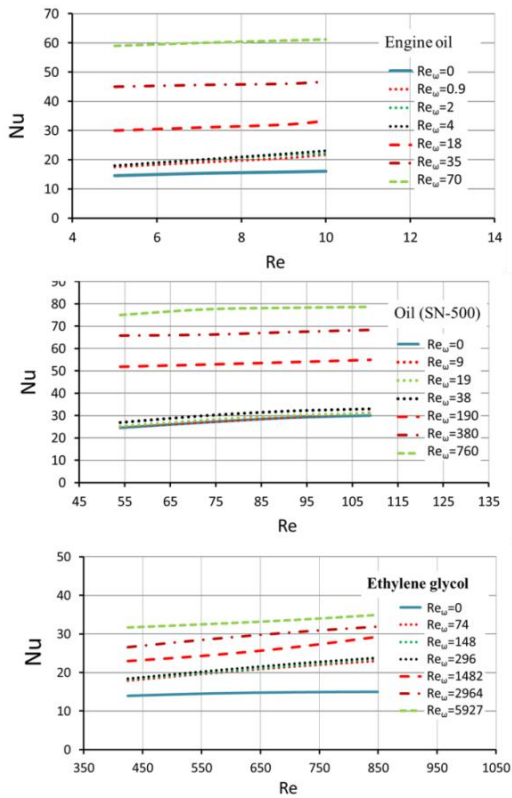 70
60
50
40
30
20
10
0
Nu
4 6 8 10 12 14
Re
Engine oil
Reω=0
Reω=0.9
Reω=2
Reω=4
Reω=18
Reω=35
Reω=70
90
80
70
60
50
40
30
20
10
0
Nu
45 55 65 75 85 95 105 115 125 135
Re
Oil (SN-500)
Reω=0
Reω=9
Reω=19
Reω=38
Reω=190
Reω=380
Reω=760
50
40
30
20
10
0
Nu
350 450 550 650 750 850 950 1050
Re
Ethylene glycol
Reω=0
Reω=74
Reω=148
Reω=296
Reω=1482
Reω=2964
Reω=5927